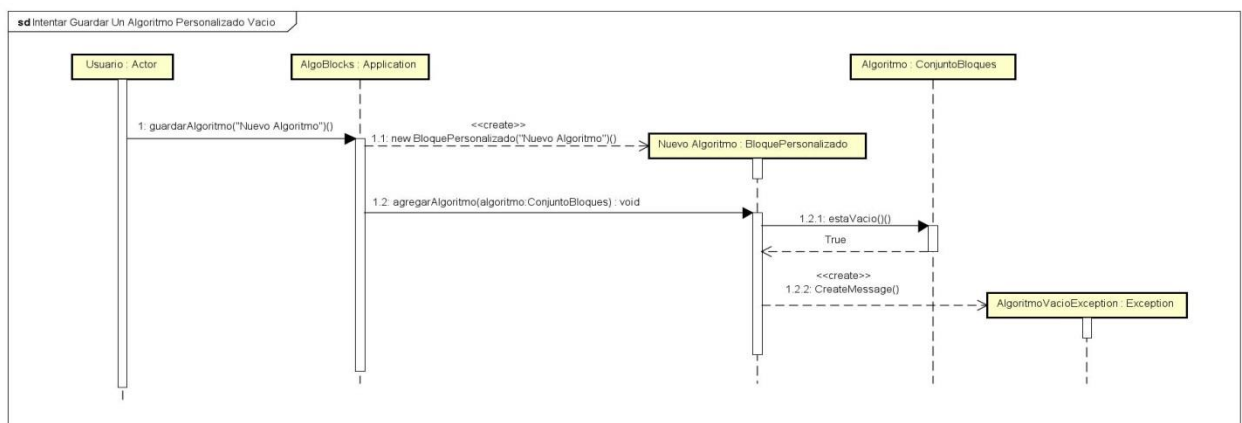 sd Intentar Guardar Un Algoritmo Personalizado Vacio
Usuario : Actor
AlgoBlocks : Application
Algoritmo : ConjuntoBloques
1: guardarAlgoritmo("Nuevo Algoritmo")()
<<create>>
1.1: new BloquePersonalizado("Nuevo Algoritmo")()
Nuevo Algoritmo : BloquePersonalizado
1.2: agregarAlgoritmo(algoritmo:ConjuntoBloques) : void
1.2.1: estaVacio()()
True
<<create>>
1.2.2: CreateMessage()
AlgoritmoVacioException : Exception